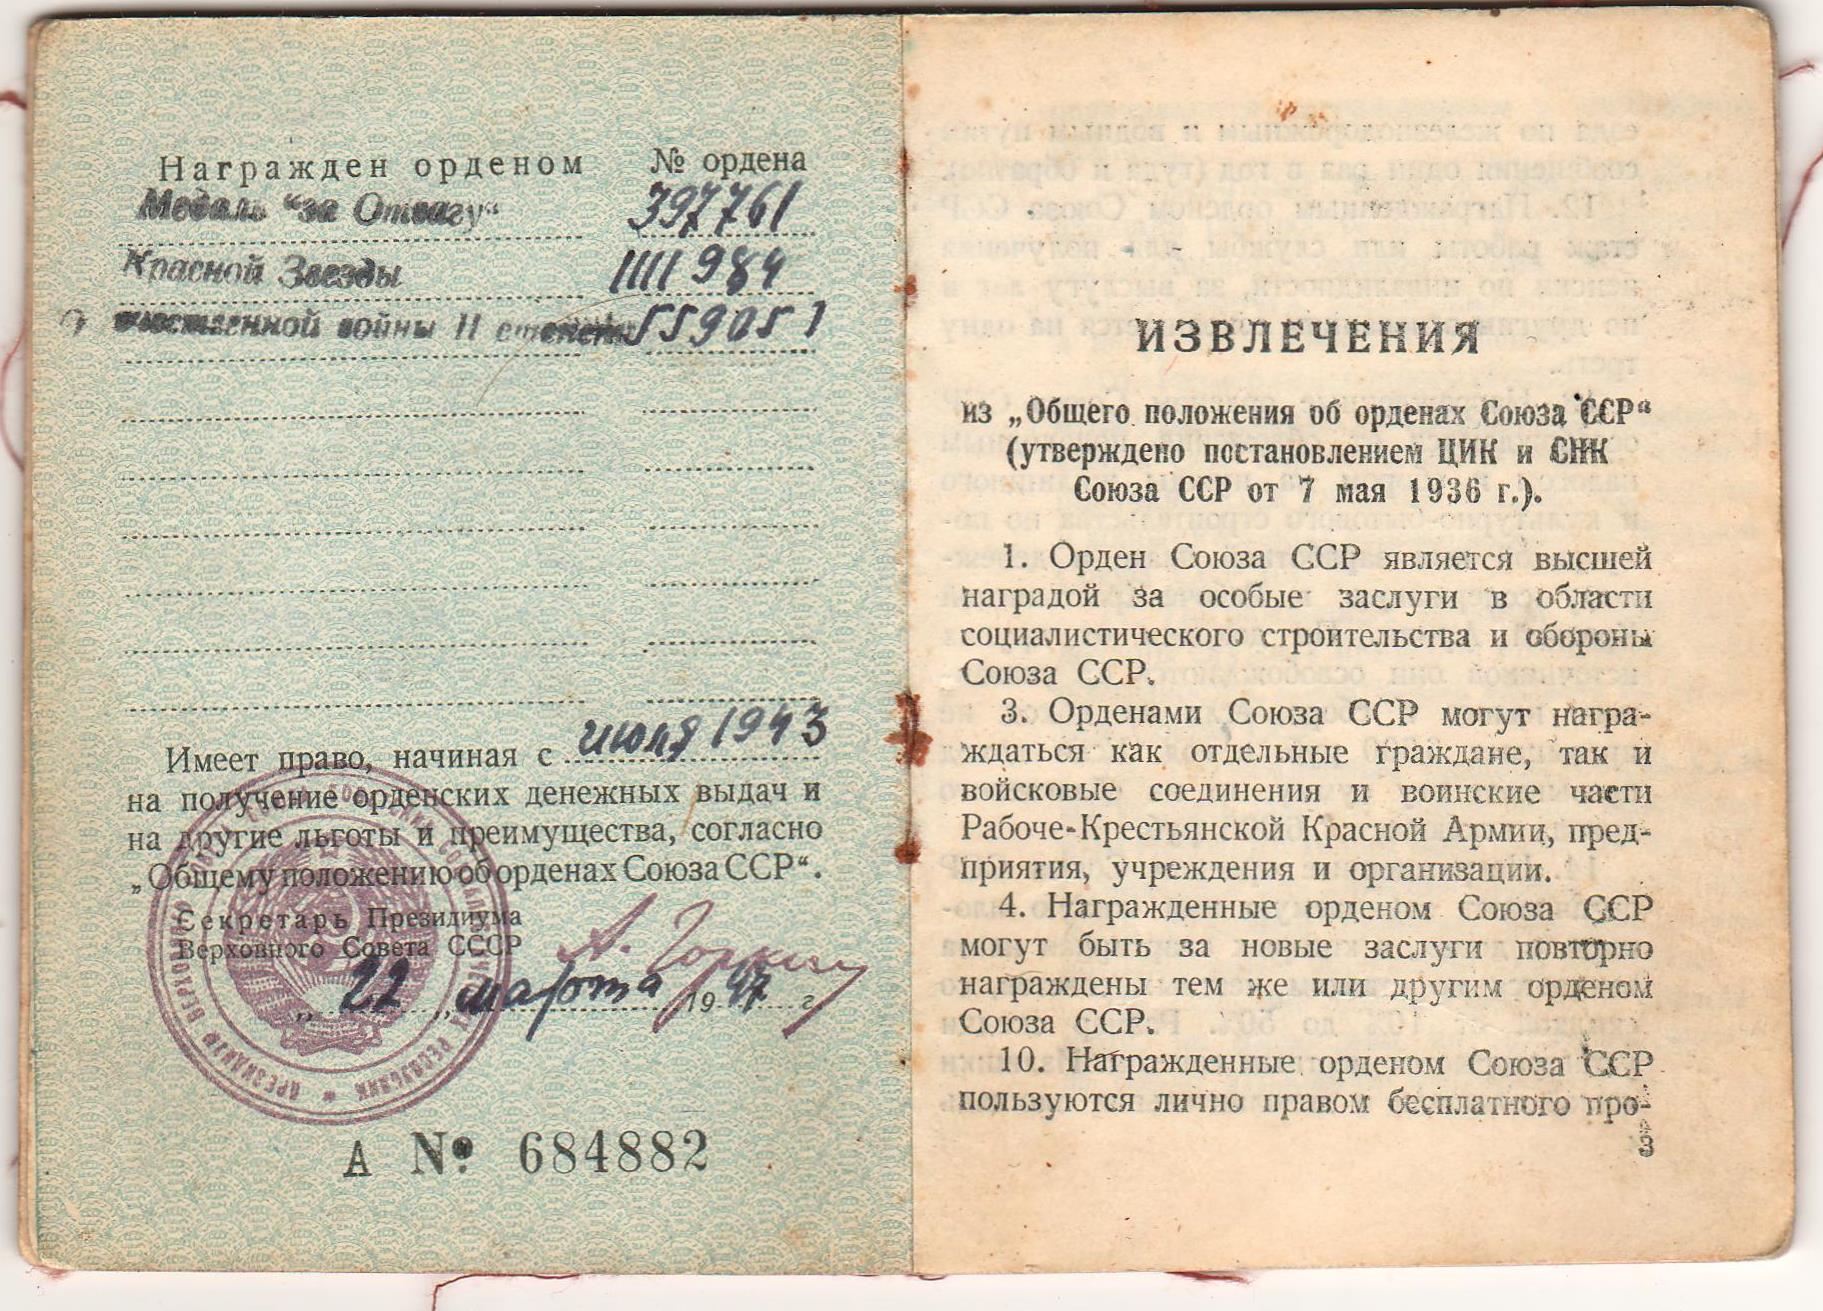 Награжден орденом № ордена
Медаль "за Отвагу" 397761
Красной Звезды 1111984
Отечественной войны II степени 559051
Имеет право, начиная с июля 1943
на получение орденских денежных выдач и
на другие льготы и преимущества, согласно
„Общему положению об орденах Союза ССР“.
Секретарь Президиума
Верховного Совета СССР
А. Горкин
„ 22 „ марта 1947 г.
А № 684882
ИЗВЛЕЧЕНИЯ
из „Общего положения об орденах Союза ССР“
(утверждено постановлением ЦИК и СНК
Союза ССР от 7 мая 1936 г.).
1. Орден Союза ССР является высшей
наградой за особые заслуги в области
социалистического строительства и обороны
Союза ССР.
3. Орденами Союза ССР могут награ-
ждаться как отдельные граждане, так и
войсковые соединения и воинские части
Рабоче-Крестьянской Красной Армии, пред-
приятия, учреждения и организации.
4. Награжденные орденом Союза ССР
могут быть за новые заслуги повторно
награждены тем же или другим орденом
Союза ССР.
10. Награжденные орденом Союза ССР
пользуются лично правом бесплатного про-
3